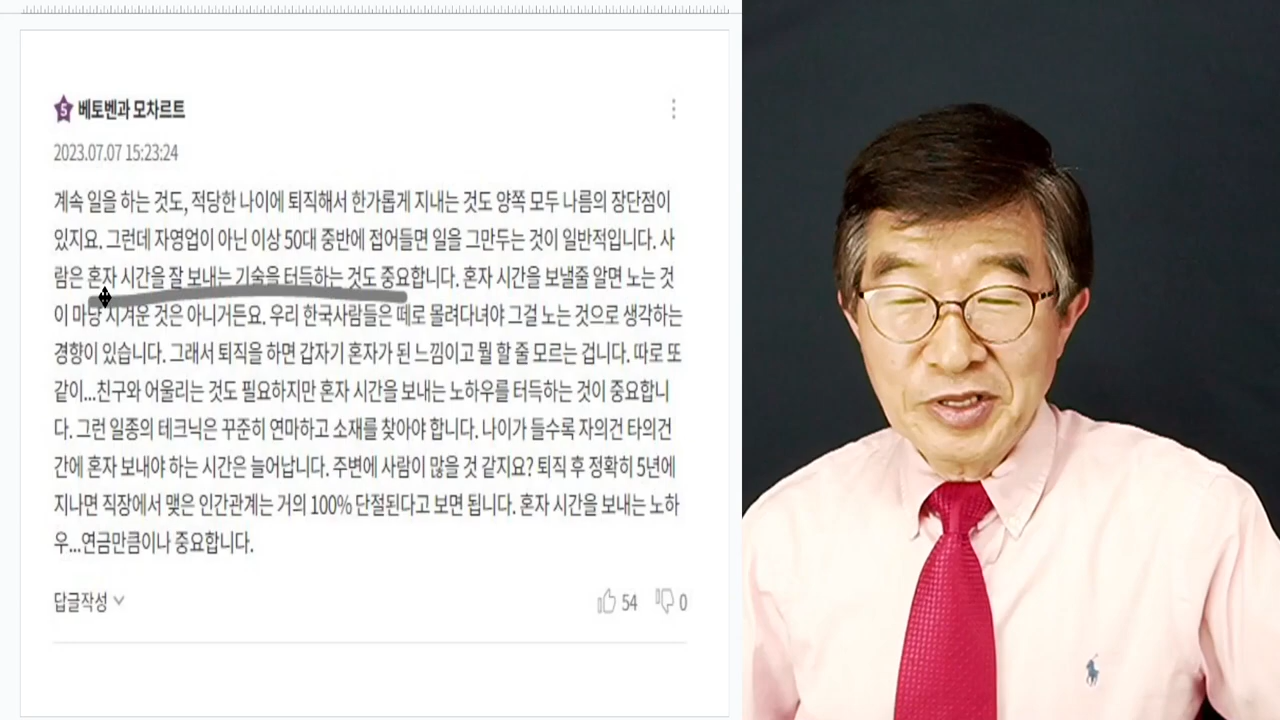 5 베토벤과 모차르트
2023.07.07 15:23:24
계속 일을 하는 것도, 적당한 나이에 퇴직해서 한가롭게 지내는 것도 양쪽 모두 나름의 장단점이
있지요. 그런데 자영업이 아닌 이상 50대 중반에 접어들면 일을 그만두는 것이 일반적입니다. 사
람은 혼자 시간을 잘 보내는 기술을 터득하는 것도 중요합니다. 혼자 시간을 보낼줄 알면 노는 것
이 마냥 지겨운 것은 아니거든요. 우리 한국사람들은 떼로 몰려다녀야 그걸 노는 것으로 생각하는
경향이 있습니다. 그래서 퇴직을 하면 갑자기 혼자가 된 느낌이고 뭘 할 줄 모르는 겁니다. 따로 또
같이...친구와 어울리는 것도 필요하지만 혼자 시간을 보내는 노하우를 터득하는 것이 중요합니
다. 그런 일종의 테크닉은 꾸준히 연마하고 소재를 찾아야 합니다. 나이가 들수록 자의건 타의건
간에 혼자 보내야 하는 시간은 늘어납니다. 주변에 사람이 많을 것 같지요? 퇴직 후 정확히 5년에
지나면 직장에서 맺은 인간관계는 거의 100% 단절된다고 보면 됩니다. 혼자 시간을 보내는 노하
우...연금만큼이나 중요합니다.
답글작성
54
0